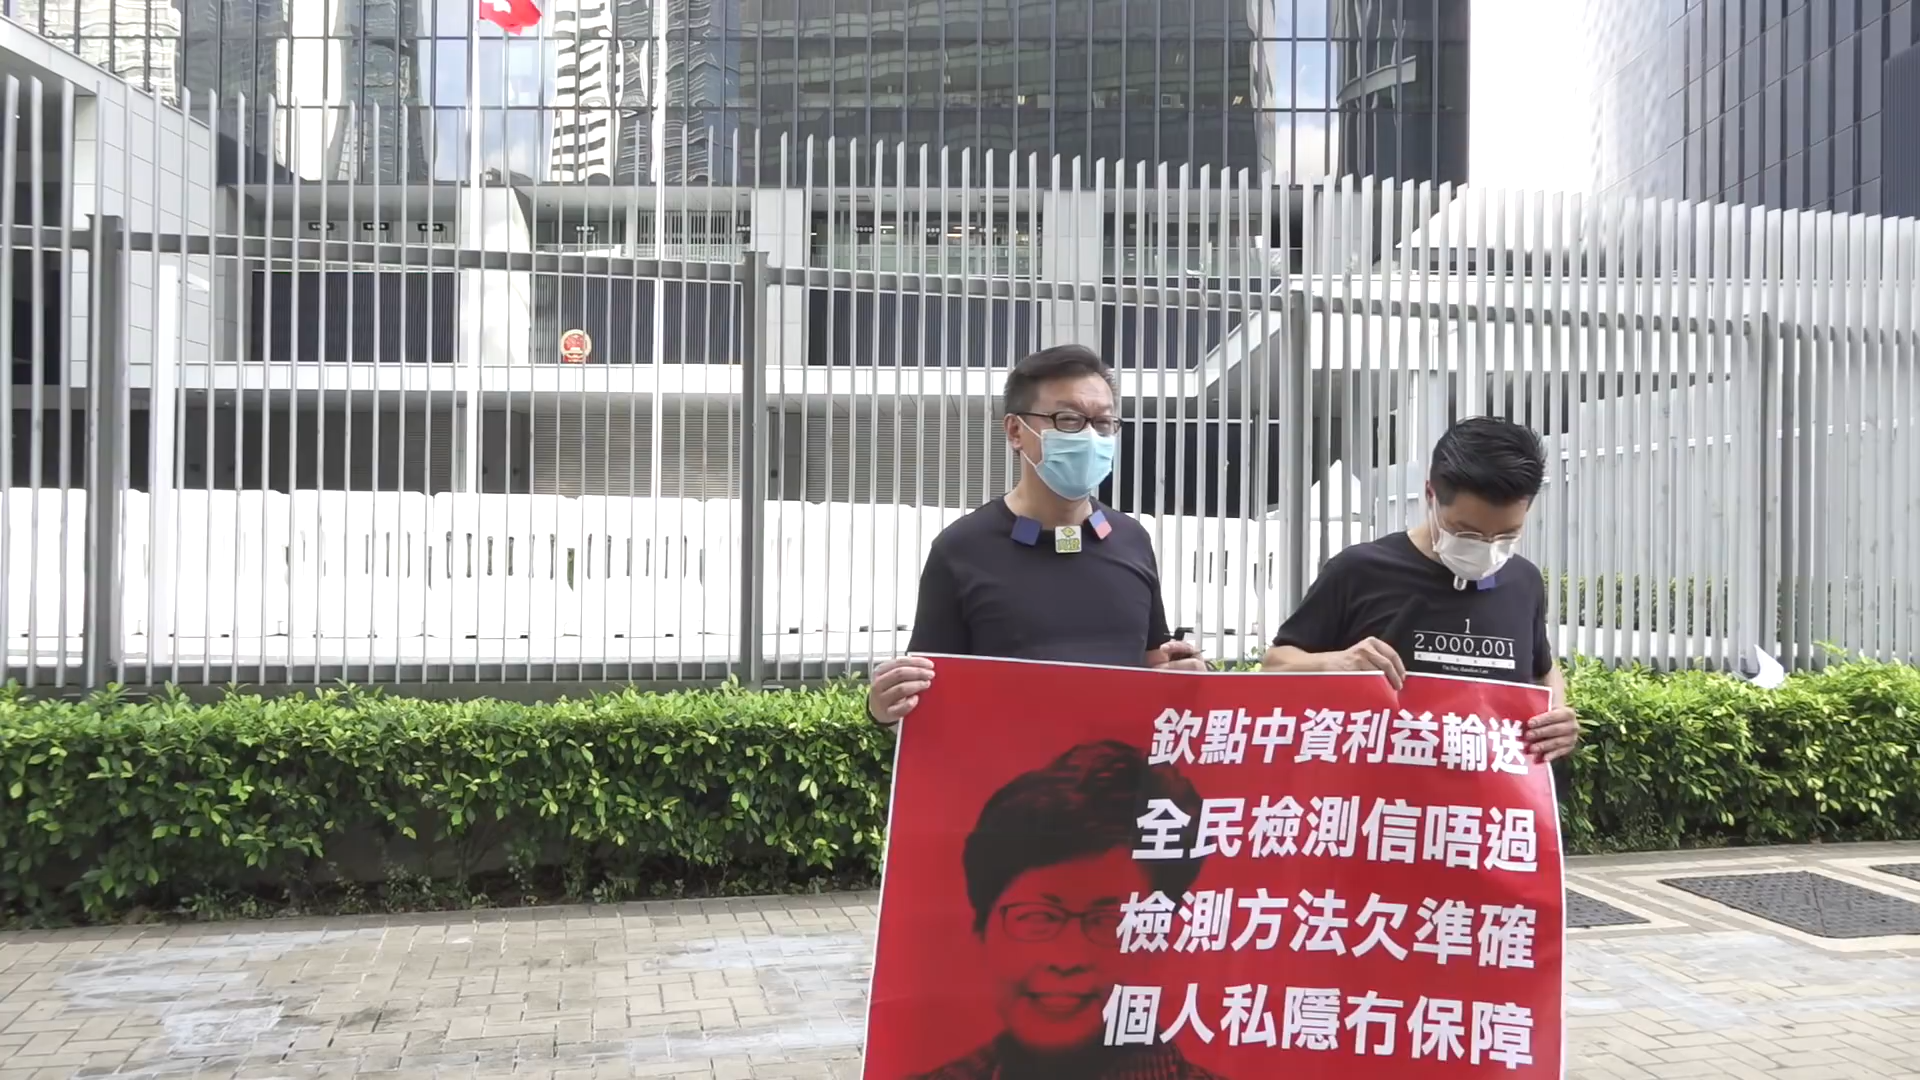 1
2,000,001
欽點中資利益輸送
全民檢測信唔過
檢測方法欠準確
個人私隱冇保障